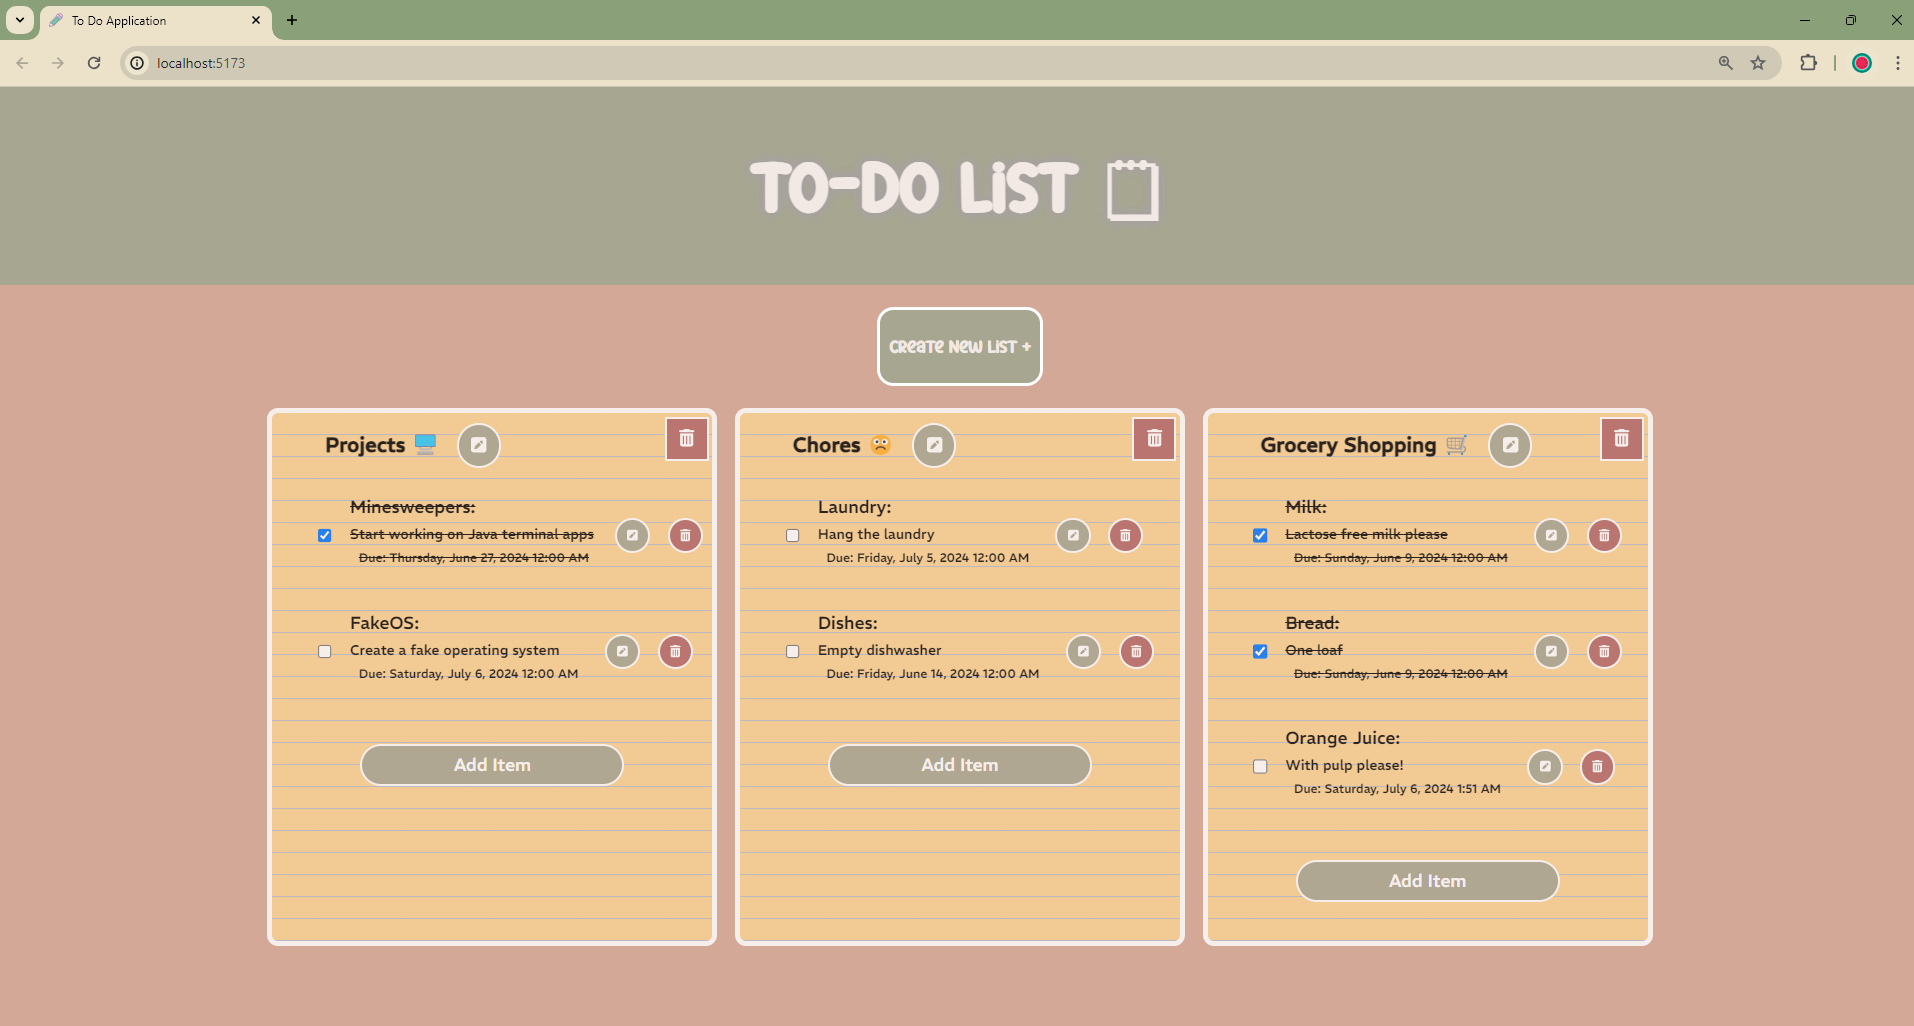 To Do Application
localhost:5173
TO-DO LiST
Create New List +
Projects
Minesweepers:
Start working on Java terminal apps
Due: Thursday, June 27, 2024 12:00 AM
FakeOS:
Create a fake operating system
Due: Saturday, July 6, 2024 12:00 AM
Add Item
Chores
Laundry:
Hang the laundry
Due: Friday, July 5, 2024 12:00 AM
Dishes:
Empty dishwasher
Due: Friday, June 14, 2024 12:00 AM
Add Item
Grocery Shopping
Milk:
Lactose free milk please
Due: Sunday, June 9, 2024 12:00 AM
Bread:
One loaf
Due: Sunday, June 9, 2024 12:00 AM
Orange Juice:
With pulp please!
Due: Saturday, July 6, 2024 1:51 AM
Add Item